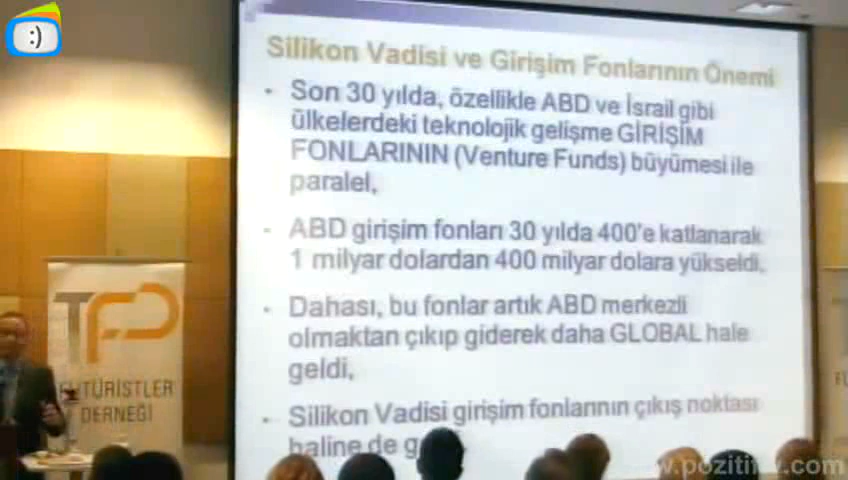 :)
Silikon Vadisi ve Girişim Fonlarının Önemi
Son 30 yılda, özellikle ABD ve İsrail gibi
ülkelerdeki teknolojik gelişme GİRİŞİM
FONLARININ (Venture Funds) büyümesi ile
paralel,
ABD girişim fonları 30 yılda 400'e katlanarak
1 milyar dolardan 400 milyar dolara yükseldi,
Dahası, bu fonlar artık ABD merkezli
olmaktan çıkıp giderek daha GLOBAL hale
geldi,
Silikon Vadisi girişim fonlarının çıkış noktası
haline de
TFD
FÜTÜRİSTLER
DERNEĞİ